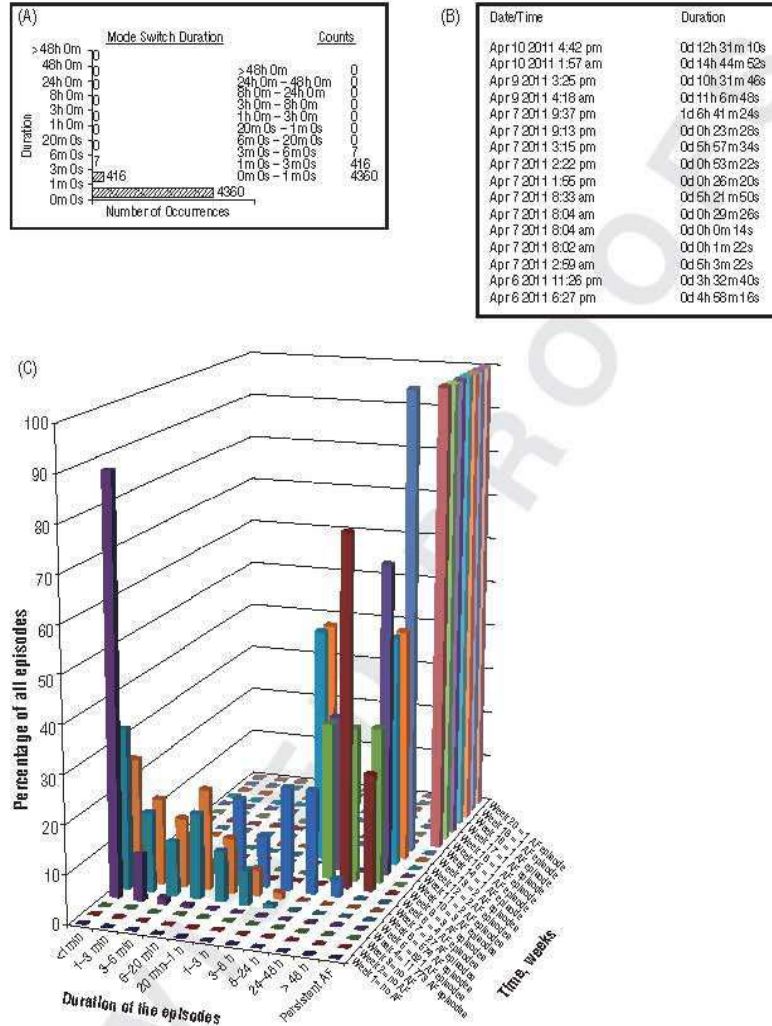 (A)
Mode Switch Duration
Counts
>48h 0m
48h 0m
24h 0m
8h 0m
3h 0m
1h 0m
20m 0s
6m 0s
3m 0s
1m 0s
0m 0s
Duration
0
0
0
0
0
0
0
7
416
4360
Number of Occurrences
>48h 0m 0
24h 0m – 48h 0m 0
8h 0m – 24h 0m 0
3h 0m – 8h 0m 0
1h 0m – 3h 0m 0
20m 0s – 1m 0s 0
6m 0s – 20m 0s 0
3m 0s – 6m 0s 7
1m 0s – 3m 0s 416
0m 0s – 1m 0s 4360
(B)
Date/Time Duration
Apr 10 2011 4:42 pm 0d 12h 31m 10s
Apr 10 2011 1:57 am 0d 14h 44m 52s
Apr 9 2011 3:25 pm 0d 10h 31m 46s
Apr 9 2011 4:18 am 0d 11h 6m 48s
Apr 7 2011 9:37 pm 1d 6h 41m 24s
Apr 7 2011 9:13 pm 0d 0h 23m 28s
Apr 7 2011 3:15 pm 0d 5h 57m 34s
Apr 7 2011 2:22 pm 0d 0h 53m 22s
Apr 7 2011 1:55 pm 0d 0h 26m 20s
Apr 7 2011 8:33 am 0d 5h 21m 50s
Apr 7 2011 8:04 am 0d 0h 29m 26s
Apr 7 2011 8:04 am 0d 0h 0m 14s
Apr 7 2011 8:02 am 0d 0h 1m 22s
Apr 7 2011 2:59 am 0d 5h 3m 22s
Apr 6 2011 11:26 pm 0d 3h 32m 40s
Apr 6 2011 6:27 pm 0d 4h 58m 16s
(C)
100
90
80
70
60
50
40
30
20
10
0
Percentage of all episodes
<1 min
1–3 min
3–6 min
6–20 min
20 min–1 h
1–3 h
3–8 h
8–24 h
24–48 h
> 48 h
Persistent AF
Duration of the episodes
Week 20 = 1 AF episode
Week 2 = no AF
Week 1 = no AF
Time, weeks